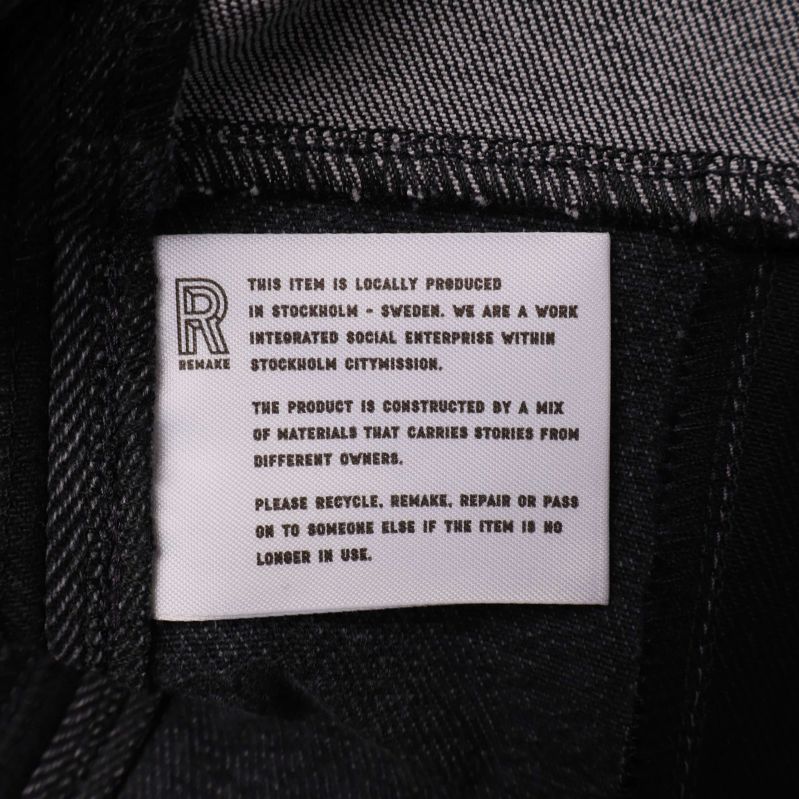 R
REMAKE
THIS ITEM IS LOCALLY PRODUCED
IN STOCKHOLM - SWEDEN. WE ARE A WORK
INTEGRATED SOCIAL ENTERPRISE WITHIN
STOCKHOLM CITYMISSION.
THE PRODUCT IS CONSTRUCTED BY A MIX
OF MATERIALS THAT CARRIES STORIES FROM
DIFFERENT OWNERS.
PLEASE RECYCLE, REMAKE, REPAIR OR PASS
ON TO SOMEONE ELSE IF THE ITEM IS NO
LONGER IN USE.